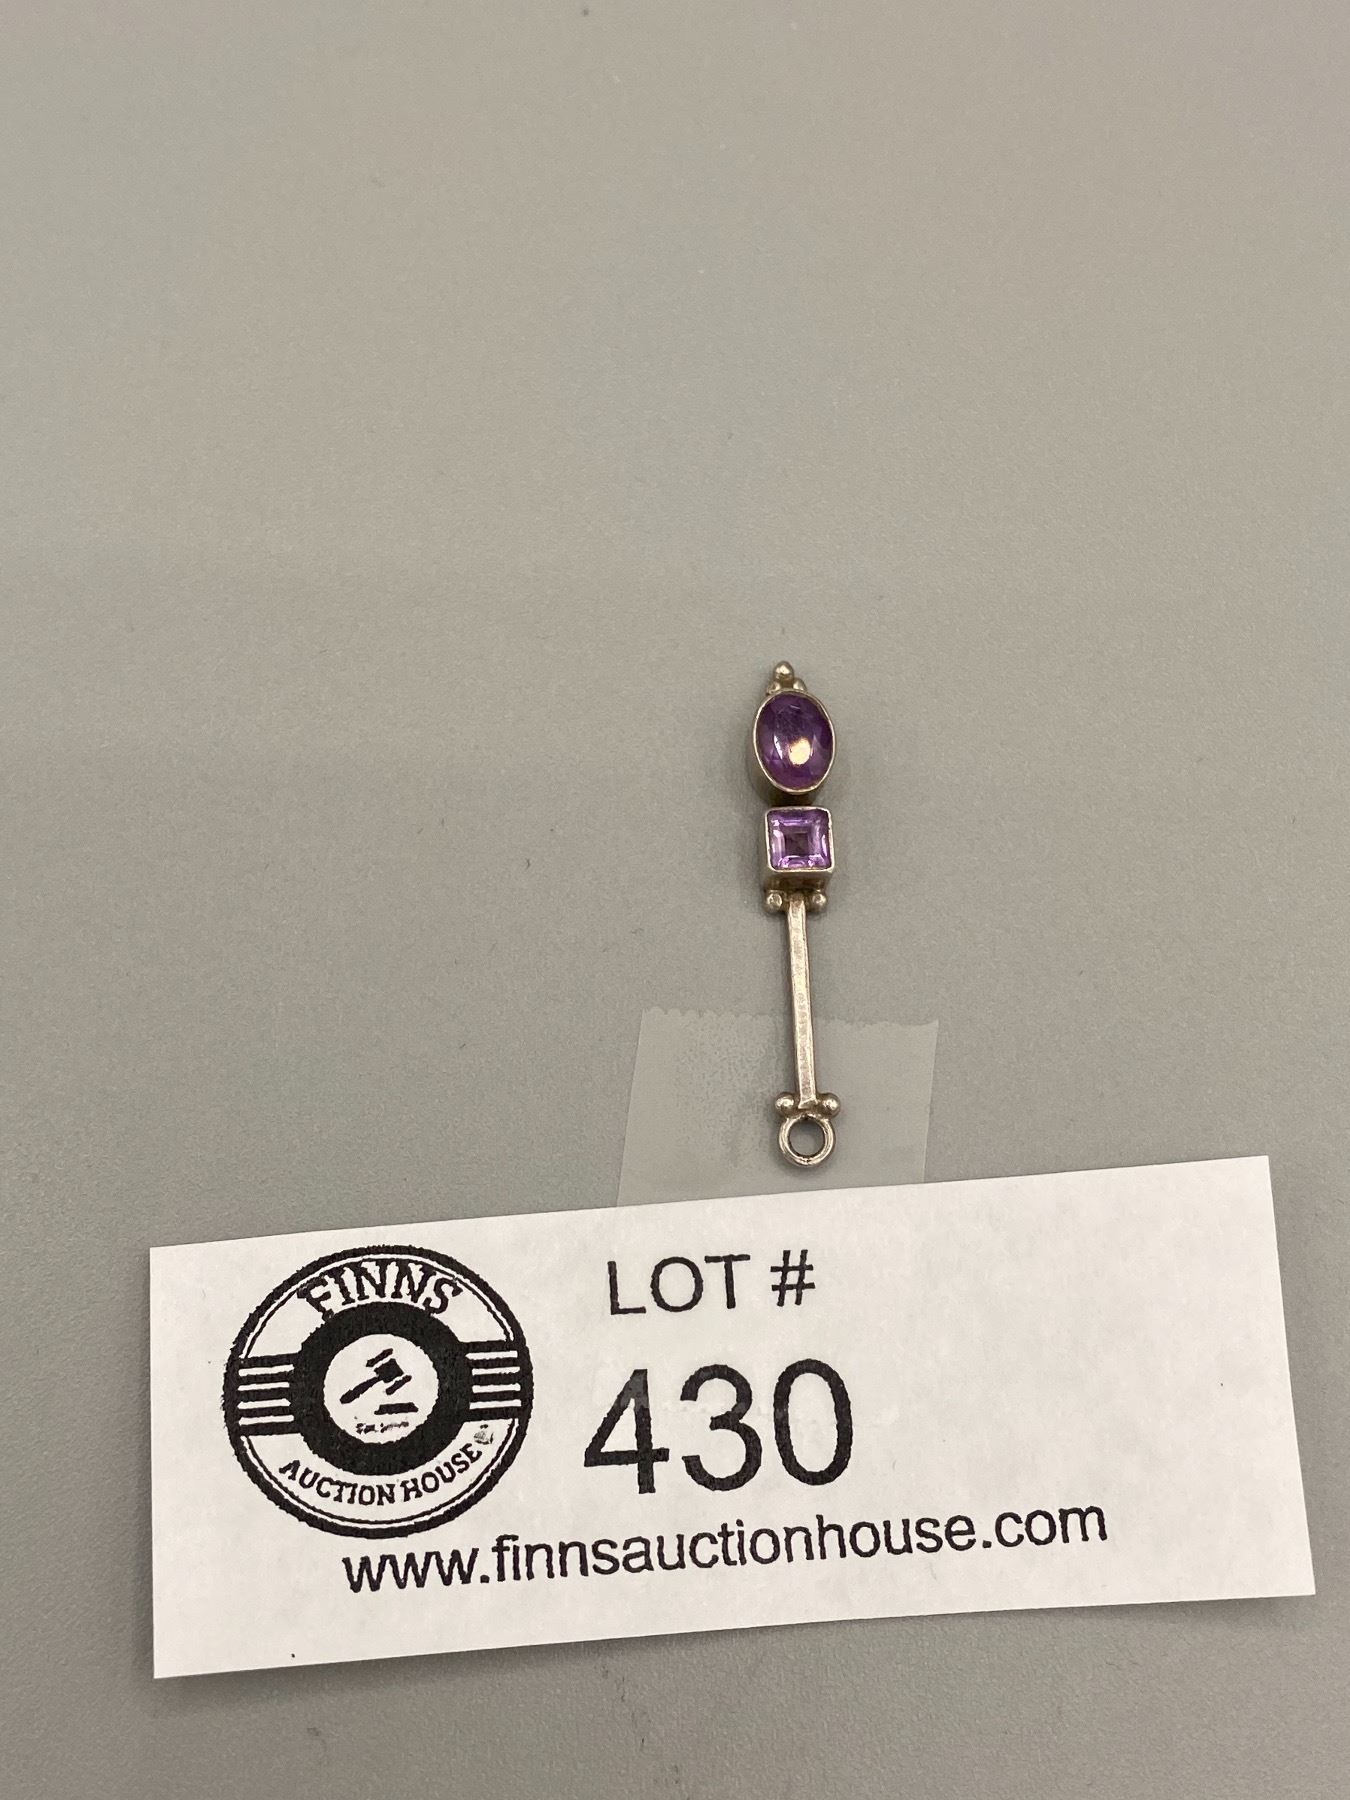 FINNS
AUCTION HOUSE
LOT #
430
www.finnsauctionhouse.com